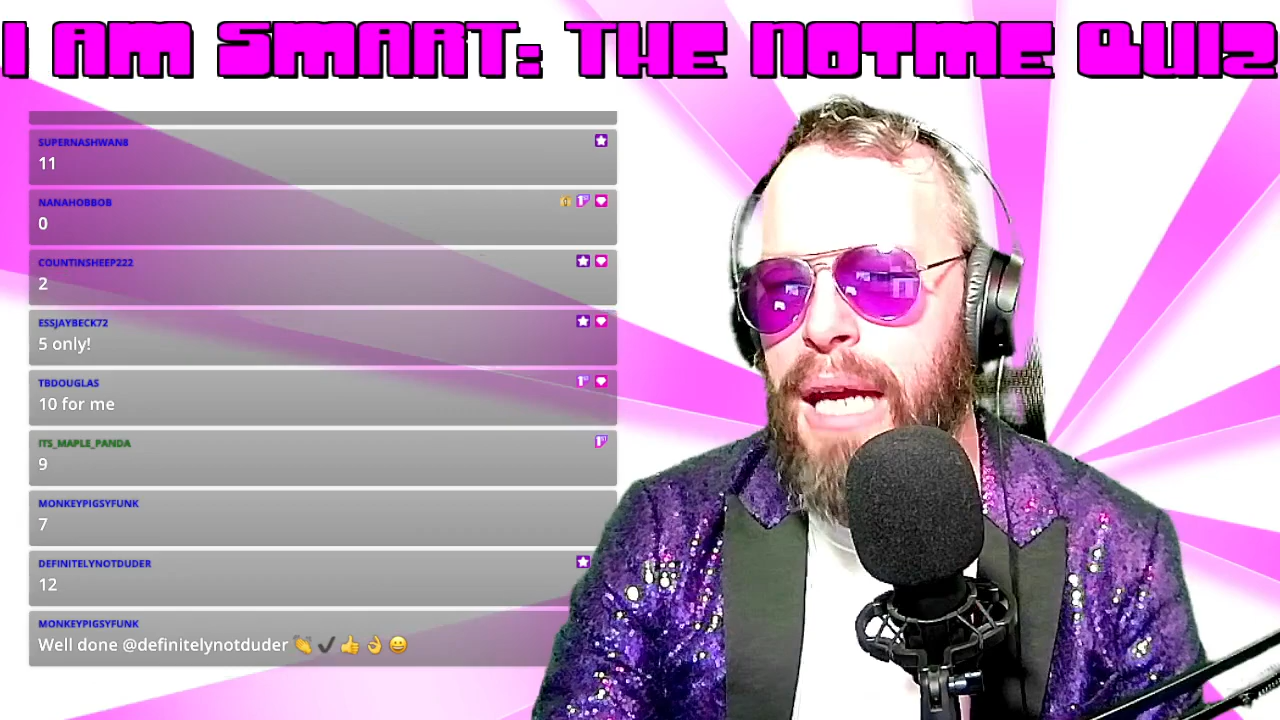 I AM SMART: THE NOTME QUIZ
SUPERNASHWAN8
11
NANAHOBBOB
0
COUNTINSHEEP222
2
ESSJAYBECK72
5 only!
TBDOUGLAS
10 for me
ITS_MAPLE_PANDA
9
MONKEYPIGSYFUNK
7
DEFINITELYNOTDUDER
12
MONKEYPIGSYFUNK
Well done @definitelynotduder 👏 ✔ 👍 👌 😀